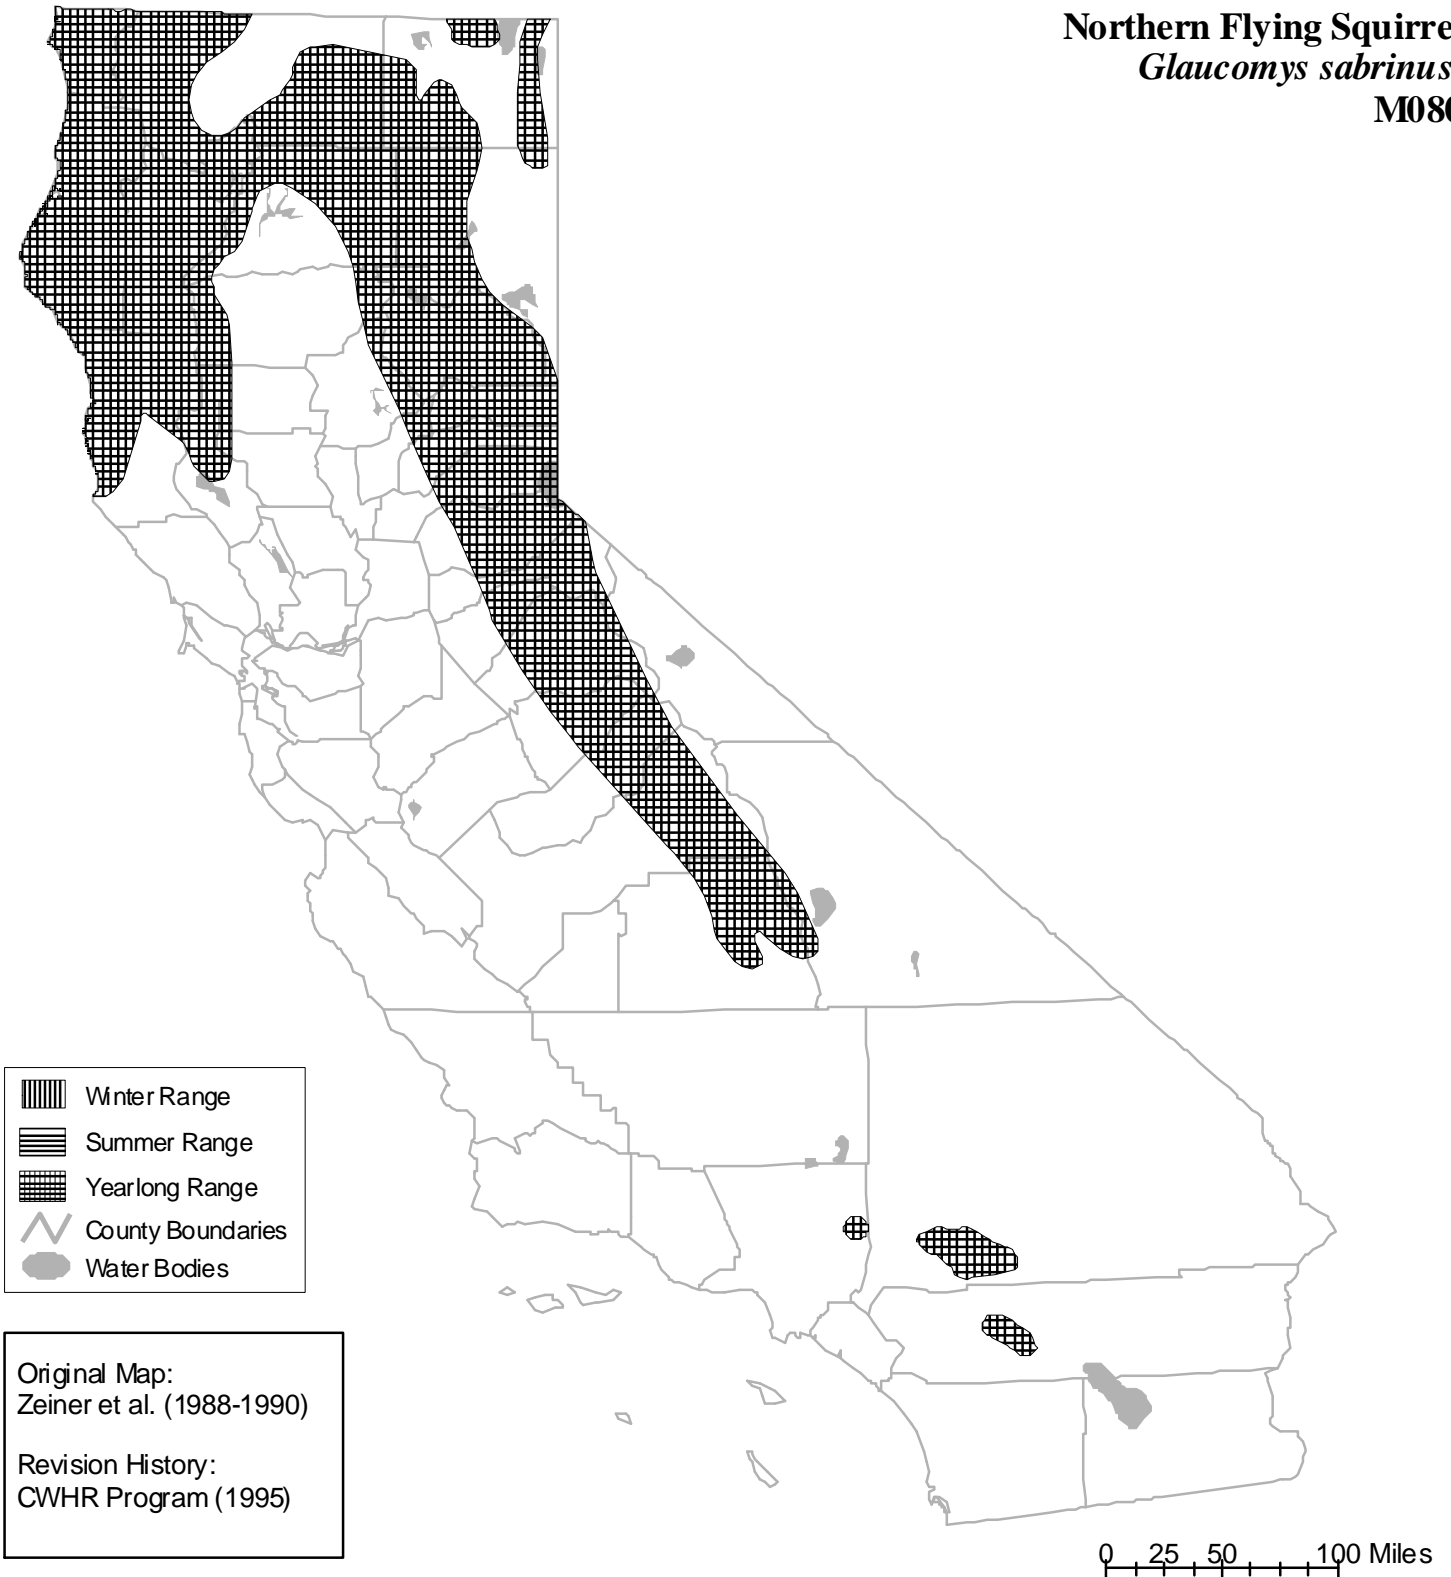 Northern Flying Squirre
Glaucomys sabrinus
M080
Winter Range
Summer Range
Yearlong Range
County Boundaries
Water Bodies
Original Map:
Zeiner et al. (1988-1990)
Revision History:
CWHR Program (1995)
0 25 50 100 Miles